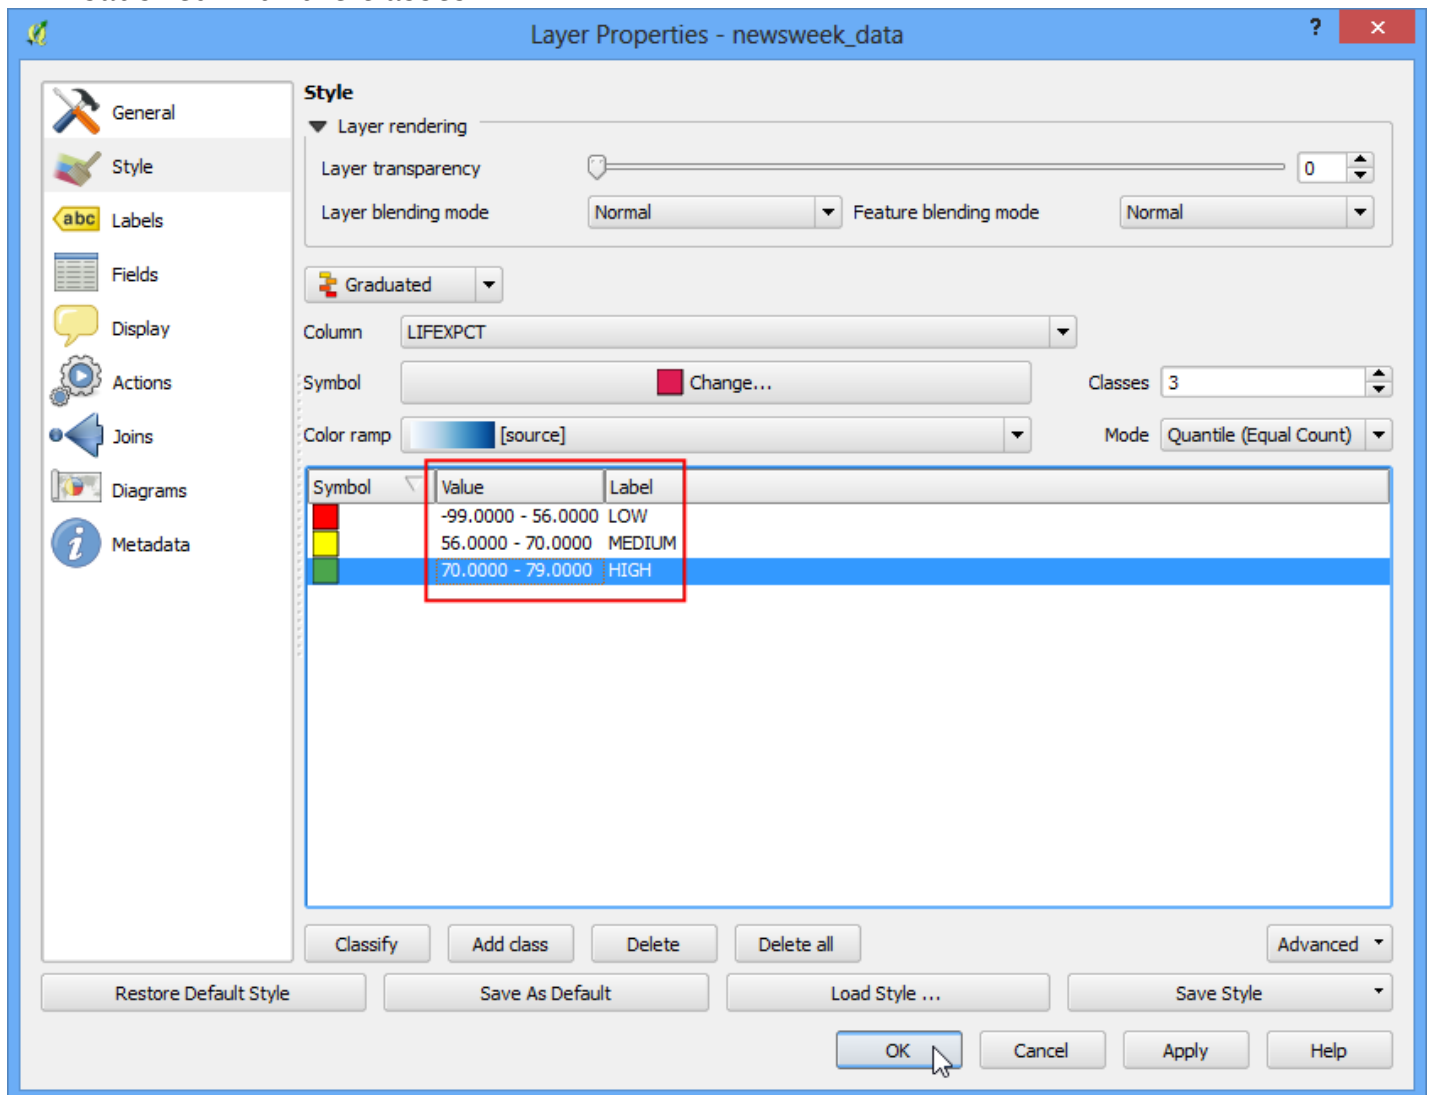 Layer Properties - newsweek_data ?
General
Style
abc Labels
Fields
Display
Actions
Joins
Diagrams
i Metadata
Style
Layer rendering
Layer transparency 0
Layer blending mode Normal Feature blending mode Normal
Graduated
Column LIFEXPCT
Symbol Change... Classes 3
Color ramp [source] Mode Quantile (Equal Count)
Symbol Value Label
-99.0000 - 56.0000 LOW
56.0000 - 70.0000 MEDIUM
70.0000 - 79.0000 HIGH
Classify Add class Delete Delete all Advanced
Restore Default Style Save As Default Load Style ... Save Style
OK Cancel Apply Help